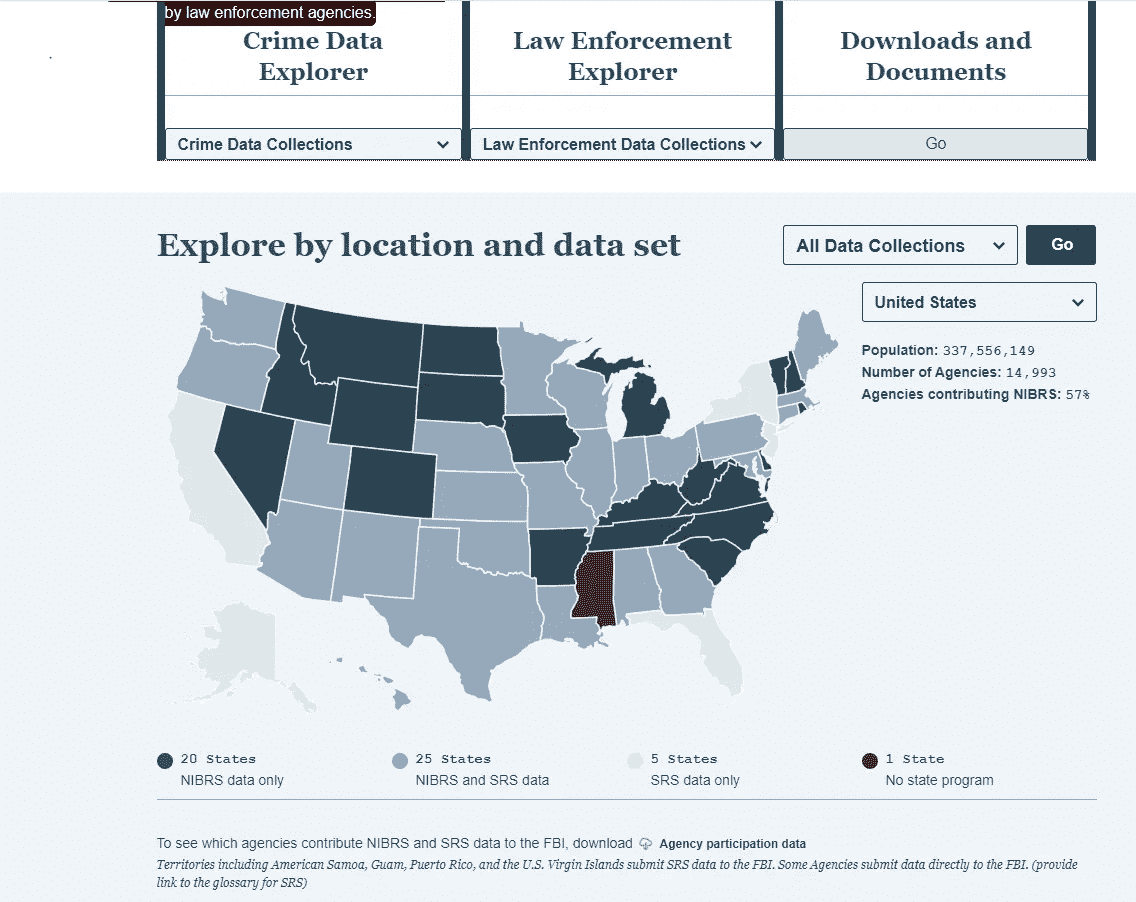 by law enforcement agencies.
Crime Data
Explorer
Law Enforcement
Explorer
Downloads and
Documents
Crime Data Collections
Law Enforcement Data Collections
Go
Explore by location and data set
All Data Collections
Go
United States
Population: 337,556,149
Number of Agencies: 14,993
Agencies contributing NIBRS: 57%
20 States
NIBRS data only
25 States
NIBRS and SRS data
5 States
SRS data only
1 State
No state program
To see which agencies contribute NIBRS and SRS data to the FBI, download Agency participation data
Territories including American Samoa, Guam, Puerto Rico, and the U.S. Virgin Islands submit SRS data to the FBI. Some Agencies submit data directly to the FBI. (provide
link to the glossary for SRS)